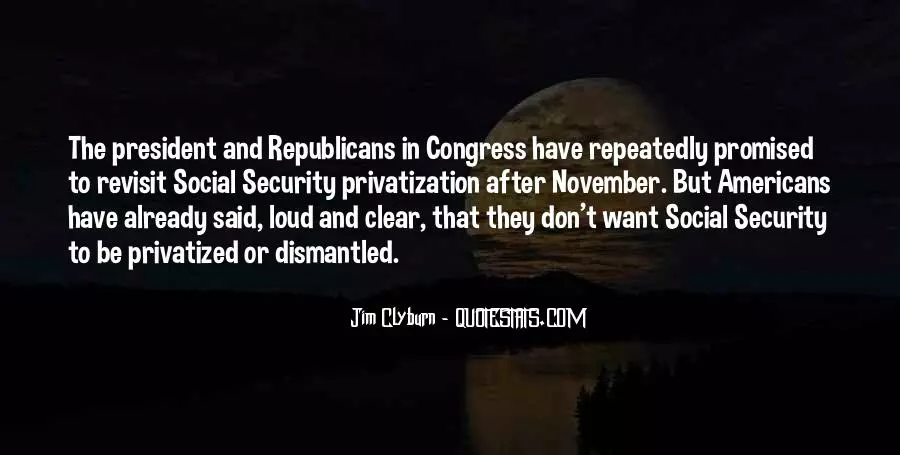 The president and Republicans in Congress have repeatedly promised
to revisit Social Security privatization after November. But Americans
have already said, loud and clear, that they don't want Social Security
to be privatized or dismantled.
Jim Clyburn - QUOTESTATS.COM